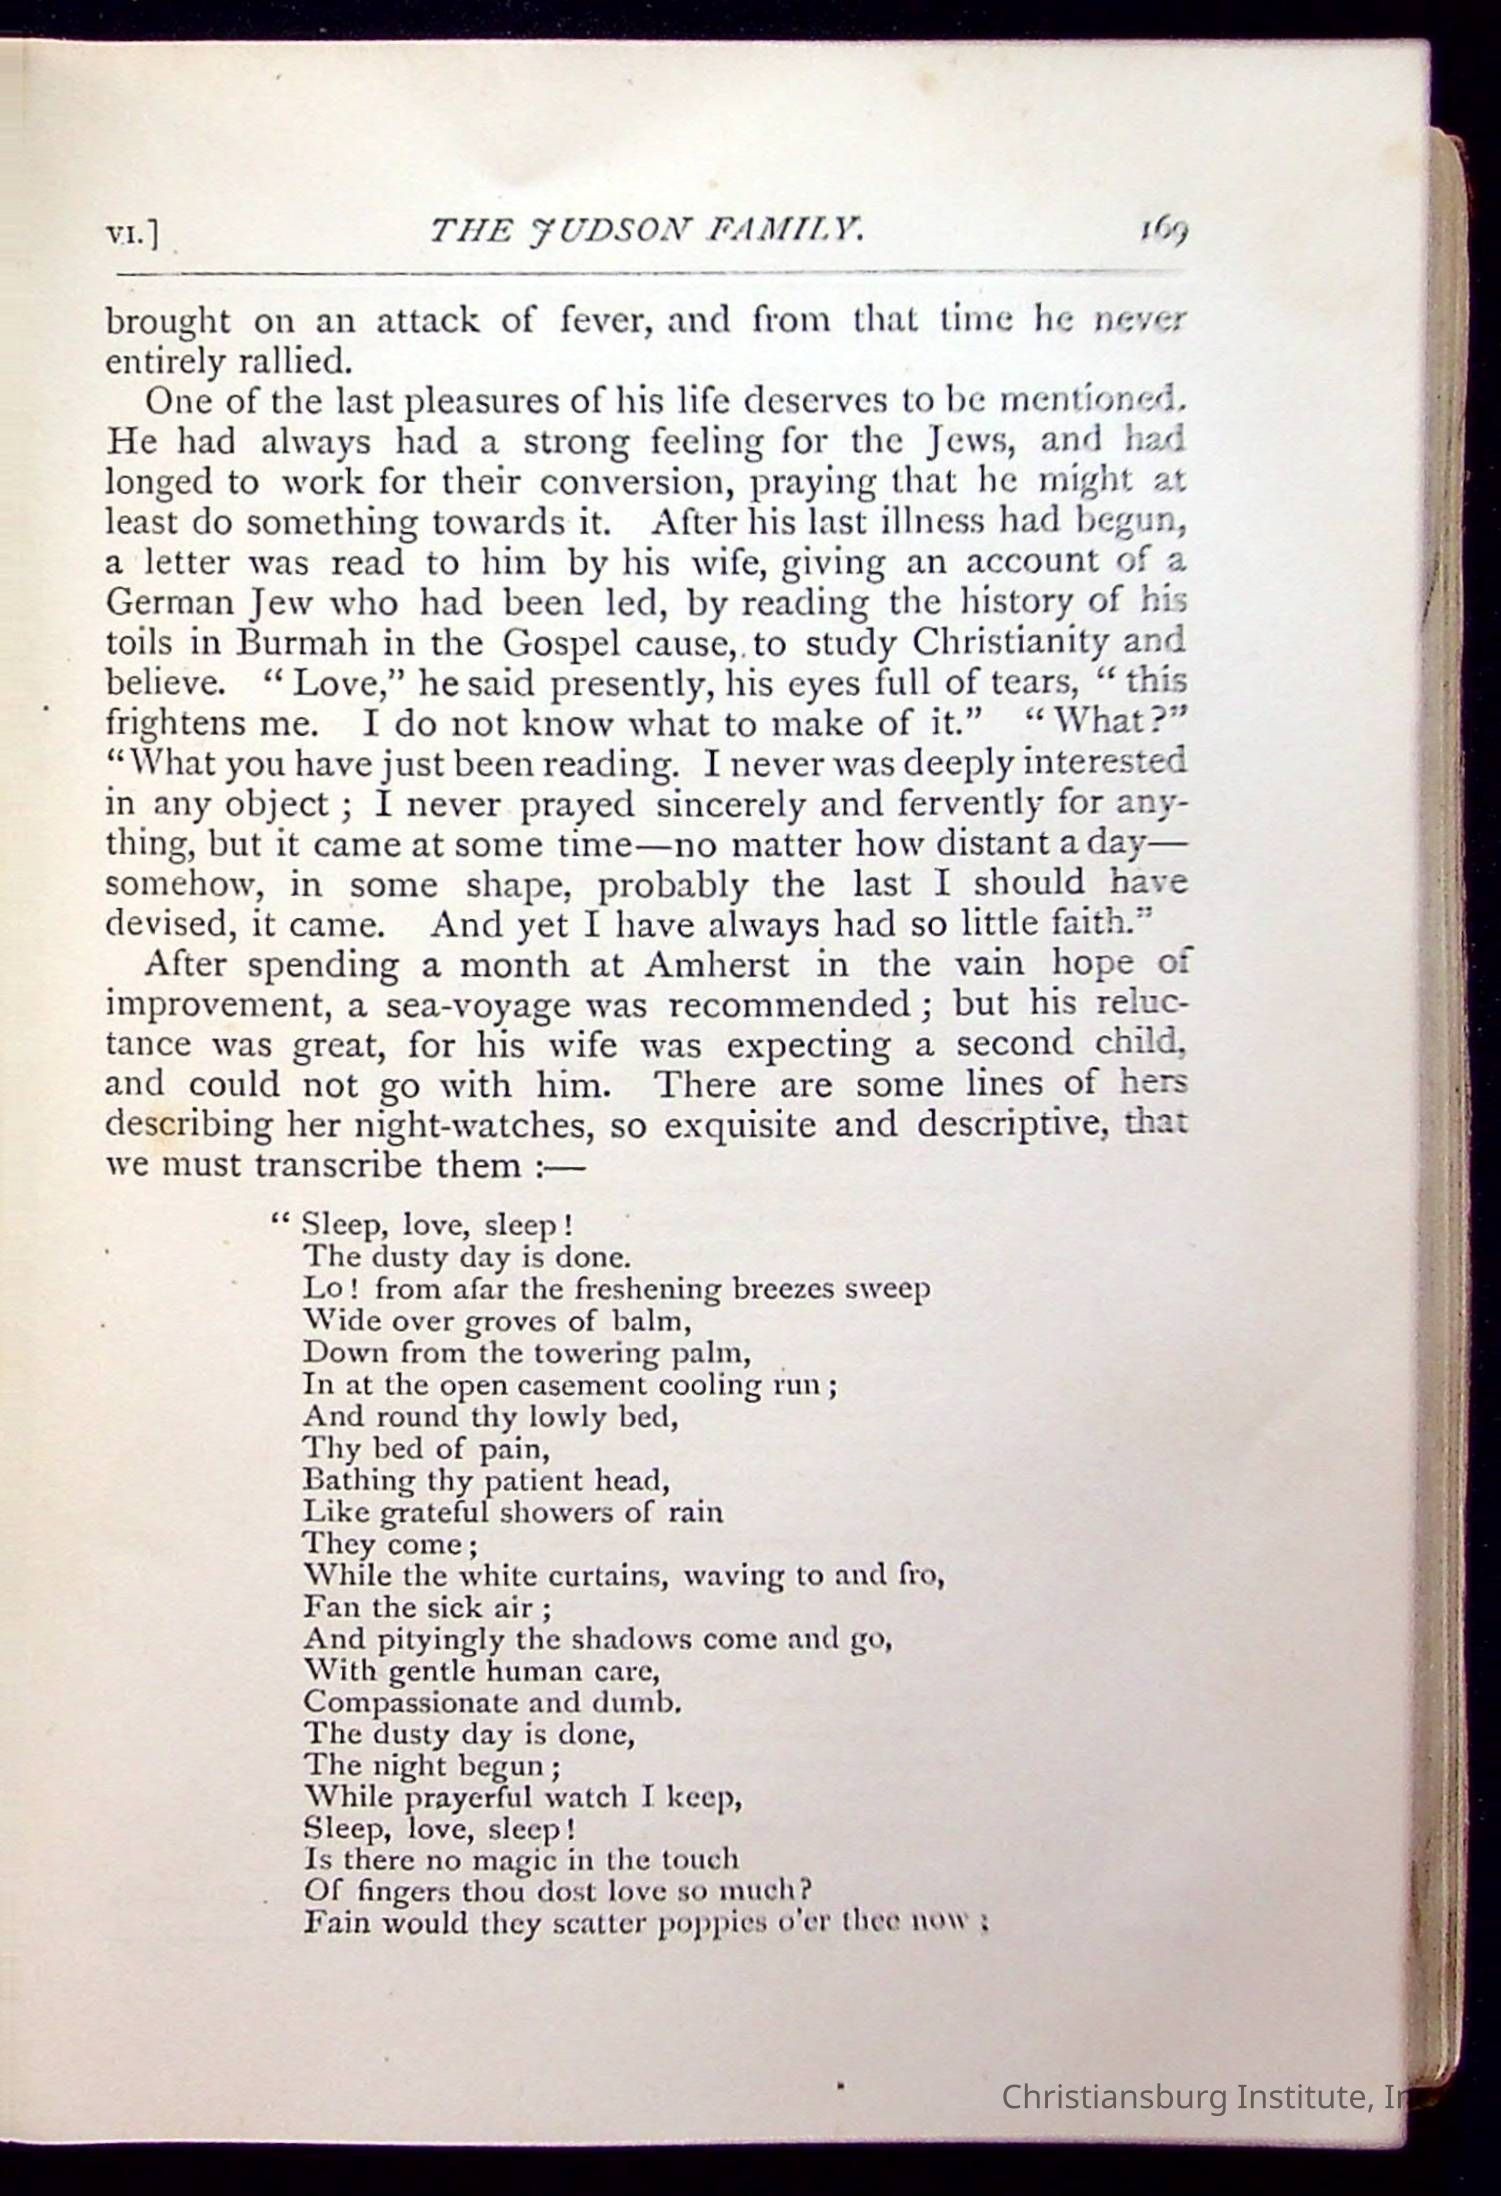 VI.] THE JUDSON FAMILY. 169
brought on an attack of fever, and from that time he never
entirely rallied.
One of the last pleasures of his life deserves to be mentioned.
He had always had a strong feeling for the Jews, and had
longed to work for their conversion, praying that he might at
least do something towards it. After his last illness had begun,
a letter was read to him by his wife, giving an account of a
German Jew who had been led, by reading the history of his
toils in Burmah in the Gospel cause, to study Christianity and
believe. “ Love,” he said presently, his eyes full of tears, “ this
frightens me. I do not know what to make of it.” “ What?”
“What you have just been reading. I never was deeply interested
in any object ; I never prayed sincerely and fervently for any-
thing, but it came at some time—no matter how distant a day—
somehow, in some shape, probably the last I should have
devised, it came. And yet I have always had so little faith.”
After spending a month at Amherst in the vain hope of
improvement, a sea-voyage was recommended ; but his reluc-
tance was great, for his wife was expecting a second child,
and could not go with him. There are some lines of hers
describing her night-watches, so exquisite and descriptive, that
we must transcribe them :—
“ Sleep, love, sleep !
The dusty day is done.
Lo ! from afar the freshening breezes sweep
Wide over groves of balm,
Down from the towering palm,
In at the open casement cooling run ;
And round thy lowly bed,
Thy bed of pain,
Bathing thy patient head,
Like grateful showers of rain
They come ;
While the white curtains, waving to and fro,
Fan the sick air ;
And pityingly the shadows come and go,
With gentle human care,
Compassionate and dumb.
The dusty day is done,
The night begun ;
While prayerful watch I keep,
Sleep, love, sleep !
Is there no magic in the touch
Of fingers thou dost love so much?
Fain would they scatter poppies o'er thee now ;
Christiansburg Institute,